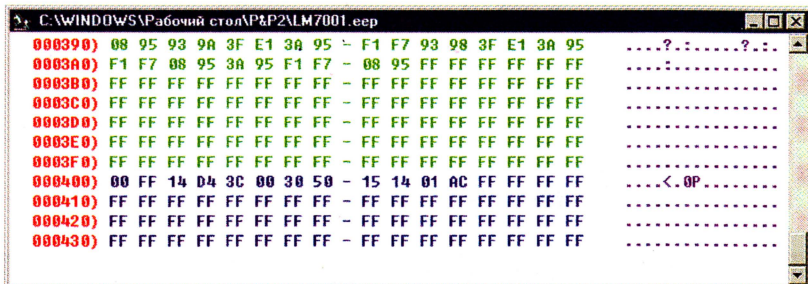 C:\WINDOWS\Рабочий стол\P&P2\LM7001.eep
000390) 08 95 93 9A 3F E1 3A 95 - F1 F7 93 98 3F E1 3A 95 ....?.:.....?.:.
0003A0) F1 F7 08 95 3A 95 F1 F7 - 08 95 FF FF FF FF FF FF ....:...........
0003B0) FF FF FF FF FF FF FF FF - FF FF FF FF FF FF FF FF ................
0003C0) FF FF FF FF FF FF FF FF - FF FF FF FF FF FF FF FF ................
0003D0) FF FF FF FF FF FF FF FF - FF FF FF FF FF FF FF FF ................
0003E0) FF FF FF FF FF FF FF FF - FF FF FF FF FF FF FF FF ................
0003F0) FF FF FF FF FF FF FF FF - FF FF FF FF FF FF FF FF ................
000400) 00 FF 14 D4 3C 00 30 50 - 15 14 01 AC FF FF FF FF ....<.0P........
000410) FF FF FF FF FF FF FF FF - FF FF FF FF FF FF FF FF ................
000420) FF FF FF FF FF FF FF FF - FF FF FF FF FF FF FF FF ................
000430) FF FF FF FF FF FF FF FF - FF FF FF FF FF FF FF FF ................